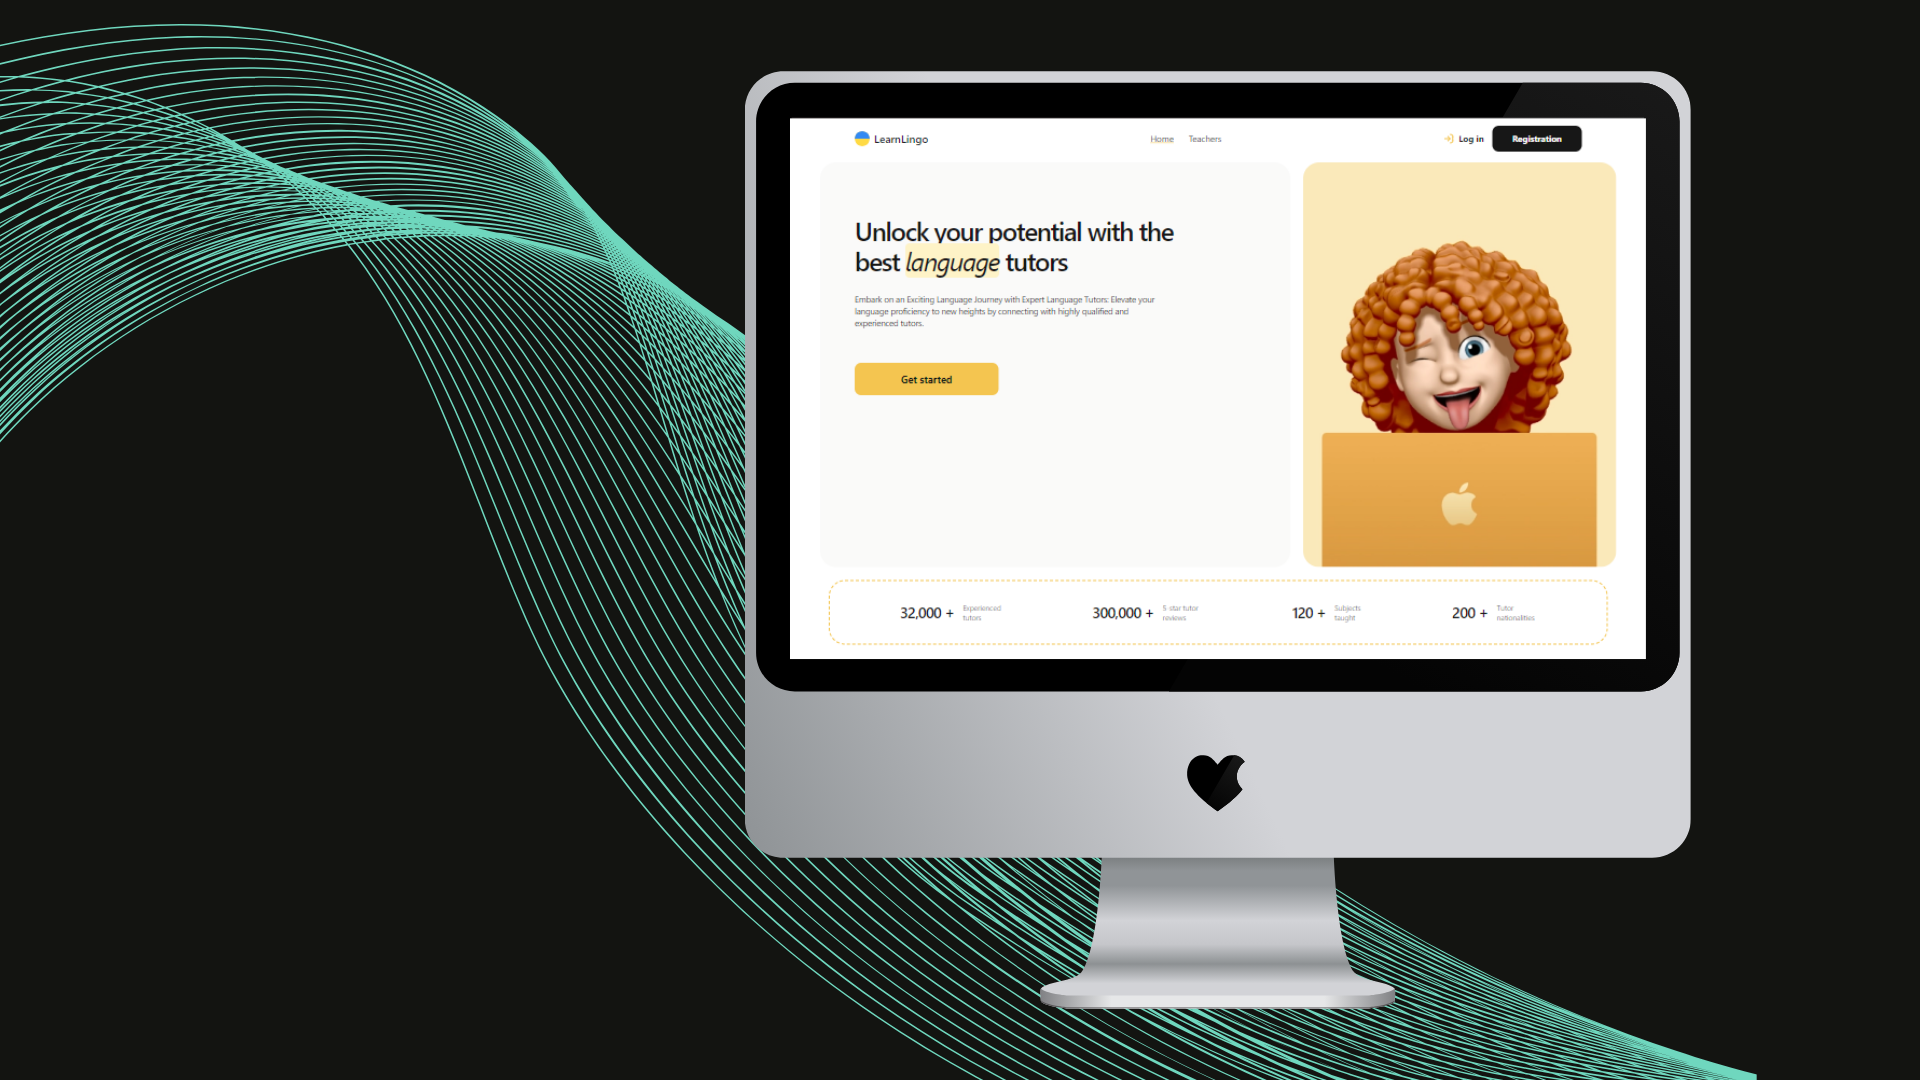 LearnLingo
Home
Teachers
Log in
Registration
Unlock your potential with the
best language tutors
Embark on an Exciting Language Journey with Expert Language Tutors: Elevate your
language proficiency to new heights by connecting with highly qualified and
experienced tutors.
Get started
32,000 +
Experienced
tutors
300,000 +
5-star tutor
reviews
120 +
Subjects
taught
200 +
Tutor
nationalities